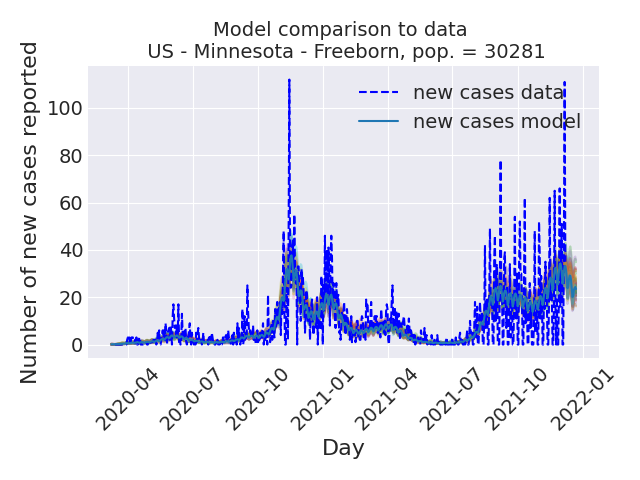 Model comparison to data
US - Minnesota - Freeborn, pop. = 30281
Number of new cases reported
100
80
60
40
20
0
new cases data
new cases model
2020-04
2020-07
2020-10
2021-01
2021-04
2021-07
2021-10
2022-01
Day